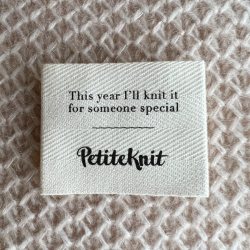 This year I'll knit it
for someone special
PetiteKnit